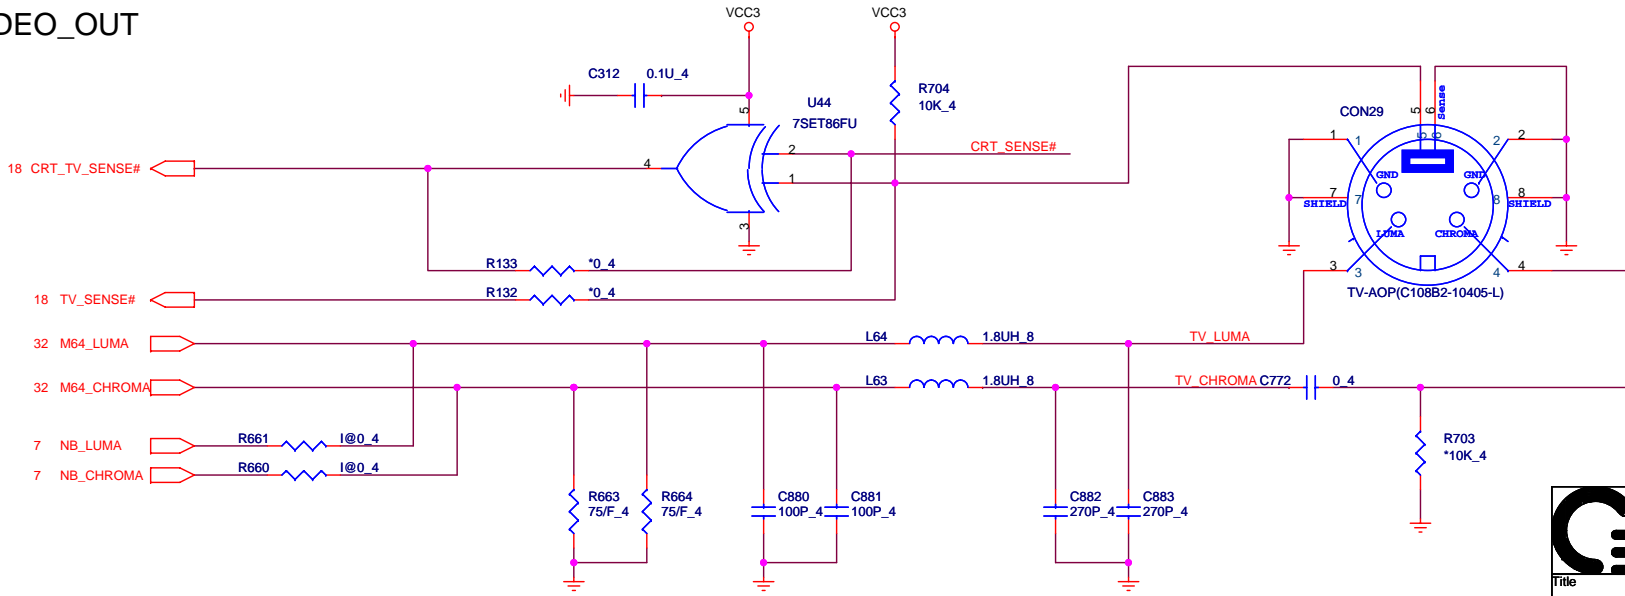 DEO_OUT
VCC3
VCC3
C312 0.1U_4
U44
7SET86FU
R704
10K_4
5
4
2
1
3
CRT_SENSE#
18 CRT_TV_SENSE#
R133 *0_4
R132 *0_4
18 TV_SENSE#
CON29
5
6
Sense
5
6
1
1
2
2
GND
GND
7
7
SHIELD
8
8
SHIELD
LUMA
CHROMA
3
3
4
4
TV-AOP(C108B2-10405-L)
32 M64_LUMA
L64 1.8UH_8
TV_LUMA
32 M64_CHROMA
L63 1.8UH_8
TV_CHROMA C772 0_4
7 NB_LUMA
R661 I@0_4
7 NB_CHROMA
R660 I@0_4
R703
*10K_4
R663
75/F_4
R664
75/F_4
C880
100P_4
C881
100P_4
C882
270P_4
C883
270P_4
Title